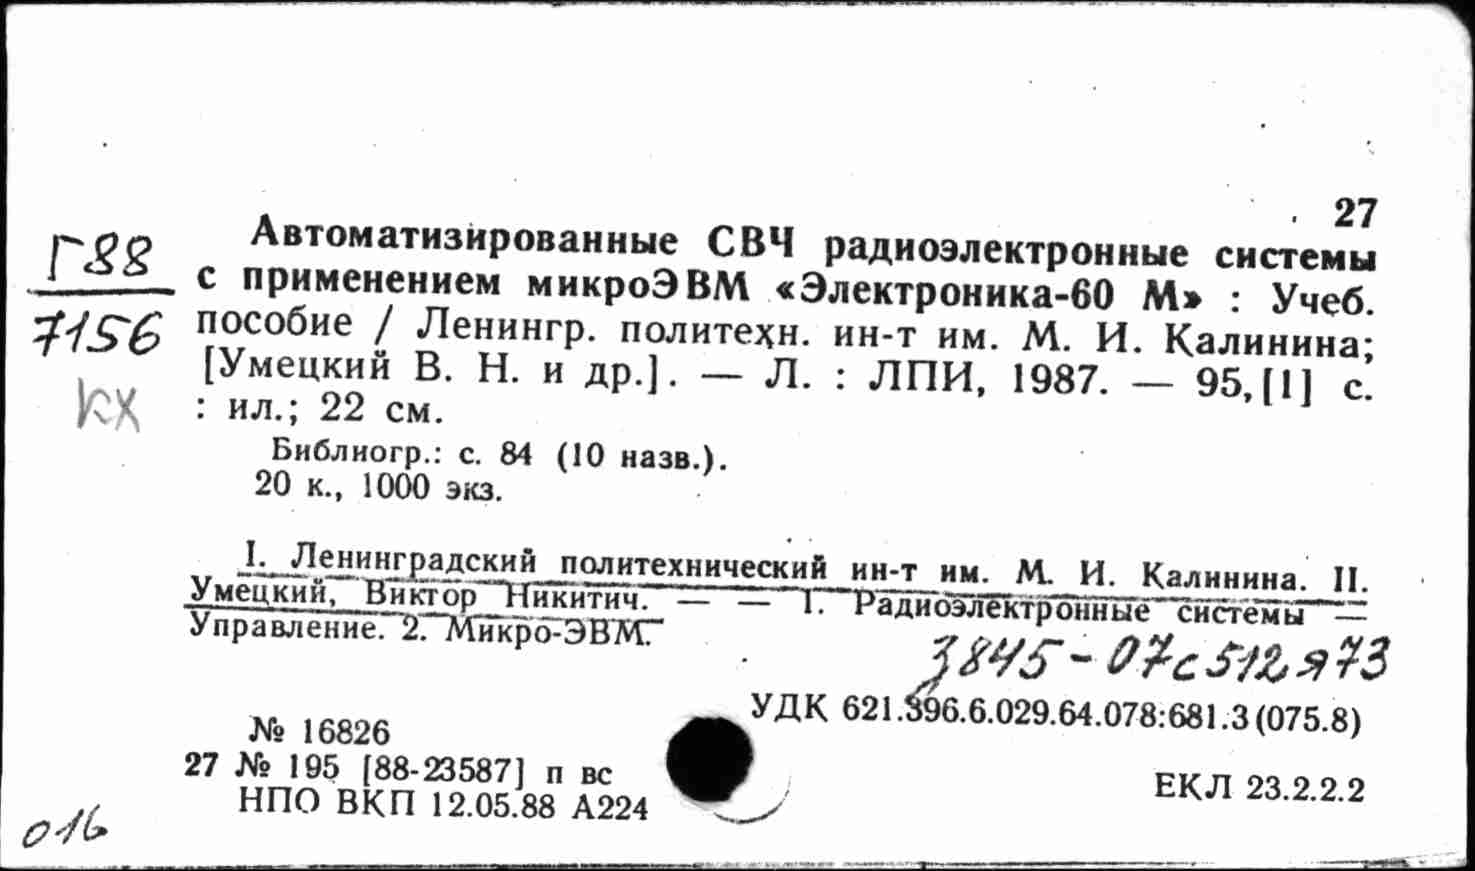 27
Г88
7156
кх
Автоматизированные СВЧ радиоэлектронные системы
с применением микроЭВМ «Электроника-60 М» : Учеб.
пособие / Ленингр. политехн. ин-т им. М. И. Калинина;
[Умецкий В. Н. и др.]. — Л. : ЛПИ, 1987. — 95,[1] с.
: ил.; 22 см.
Библиогр.: с. 84 (10 назв.).
20 к., 1000 экз.
I. Ленинградский политехнический ин-т им. М. И. Калинина. II.
Умецкий, Виктор Никитич. — — 1. Радиоэлектронные системы —
Управление. 2. Микро-ЭВМ.
З845-07с512,я73
УДК 621.396.6.029.64.078:681.3(075.8)
№ 16826
27 № 195 [88-23587] п вс
НПО ВКП 12.05.88 А224
ЕКЛ 23.2.2.2
016